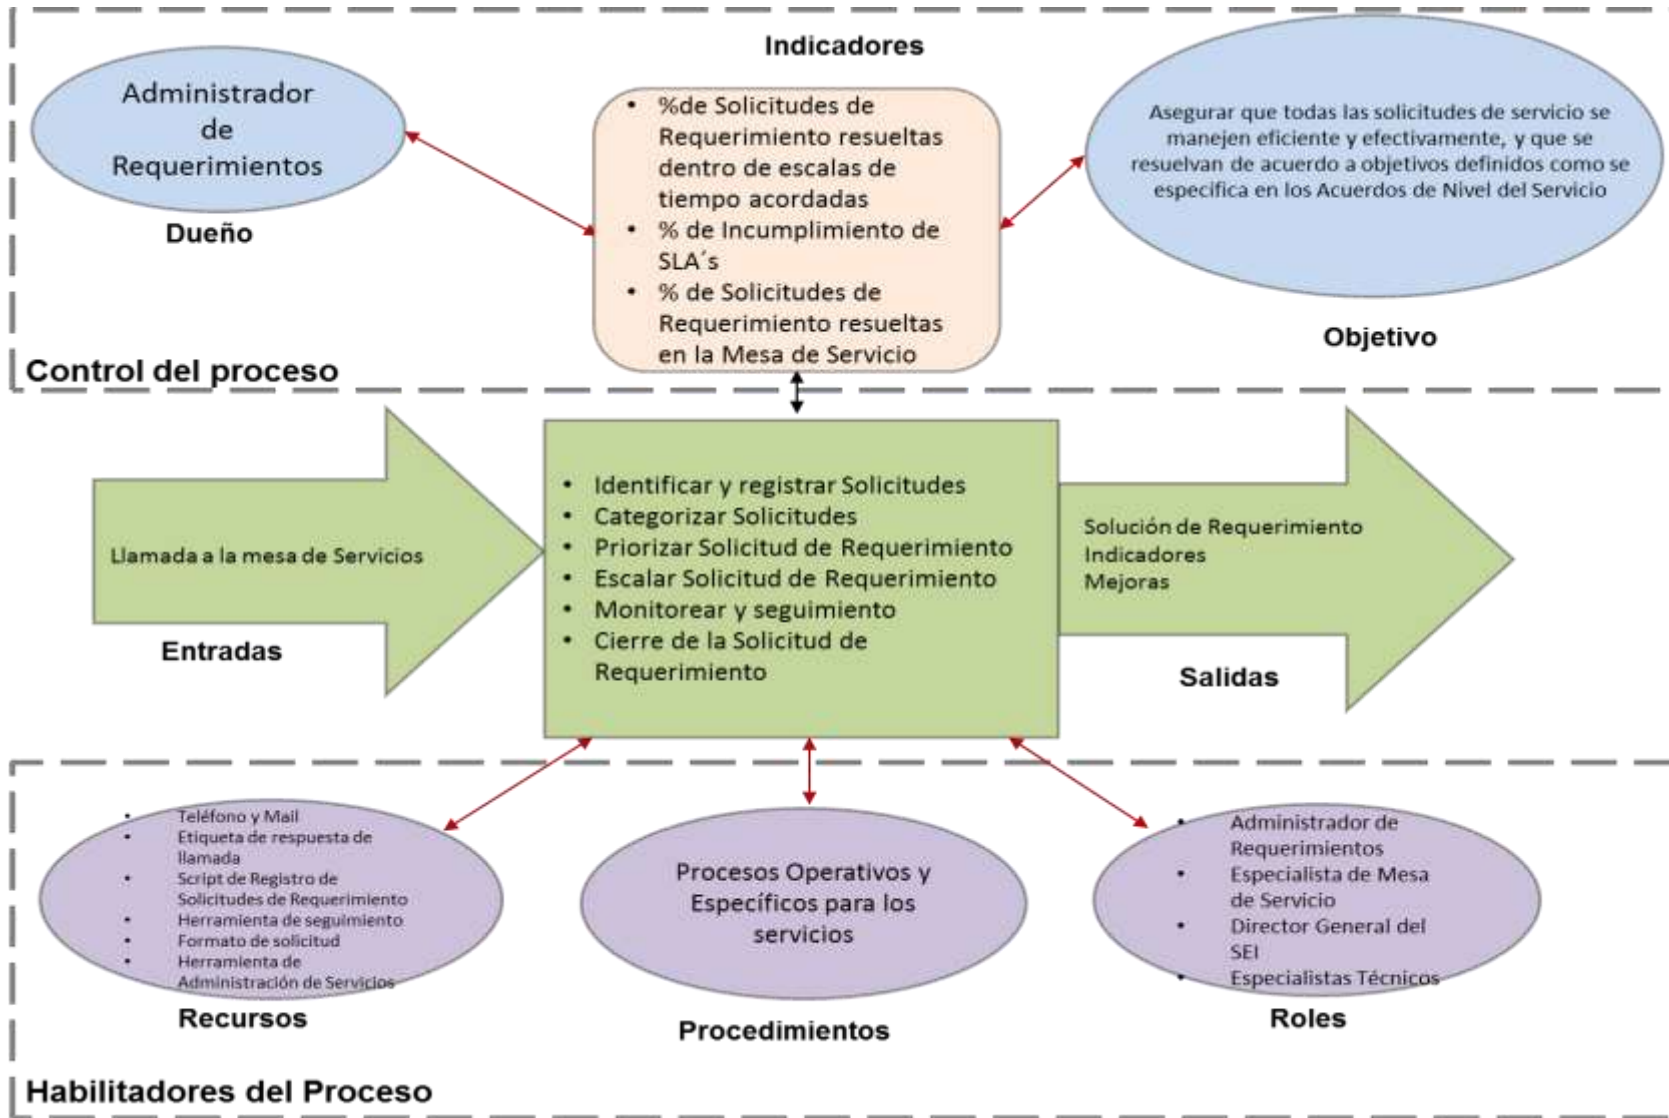 Indicadores
Administrador
de
Requerimientos
Dueño
• %de Solicitudes de
Requerimiento resueltas
dentro de escalas de
tiempo acordadas
• % de Incumplimiento de
SLA´s
• % de Solicitudes de
Requerimiento resueltas
en la Mesa de Servicio
Asegurar que todas las solicitudes de servicio se
manejen eficiente y efectivamente, y que se
resuelvan de acuerdo a objetivos definidos como se
especifica en los Acuerdos de Nivel del Servicio
Objetivo
Control del proceso
Llamada a la mesa de Servicios
Entradas
• Identificar y registrar Solicitudes
• Categorizar Solicitudes
• Priorizar Solicitud de Requerimiento
• Escalar Solicitud de Requerimiento
• Monitorear y seguimiento
• Cierre de la Solicitud de
Requerimiento
Solución de Requerimiento
Indicadores
Mejoras
Salidas
• Teléfono y Mail
• Etiqueta de respuesta de
llamada
• Script de Registro de
Solicitudes de Requerimiento
• Herramienta de seguimiento
• Formato de solicitud
• Herramienta de
Administración de Servicios
Recursos
Procesos Operativos y
Específicos para los
servicios
Procedimientos
• Administrador de
Requerimientos
• Especialista de Mesa
de Servicio
• Director General del
SEI
• Especialistas Técnicos
Roles
Habilitadores del Proceso